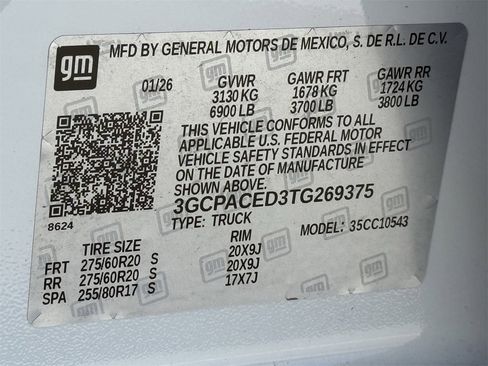 gm MFD BY GENERAL MOTORS DE MEXICO, S. DE R.L. DE C.V.
01/26 GVWR GAWR FRT GAWR RR
3130 KG 1678 KG 1724 KG
6900 LB 3700 LB 3800 LB
THIS VEHICLE CONFORMS TO ALL
APPLICABLE U.S. FEDERAL MOTOR
VEHICLE SAFETY STANDARDS IN EFFECT
ON THE DATE OF MANUFACTURE
SHOWN ABOVE.
3GCPACED3TG269375
8624 TYPE: TRUCK MODEL: 35CC10543
TIRE SIZE RIM
FRT 275/60R20 S 20X9J
RR 275/60R20 S 20X9J
SPA 255/80R17 S 17X7J